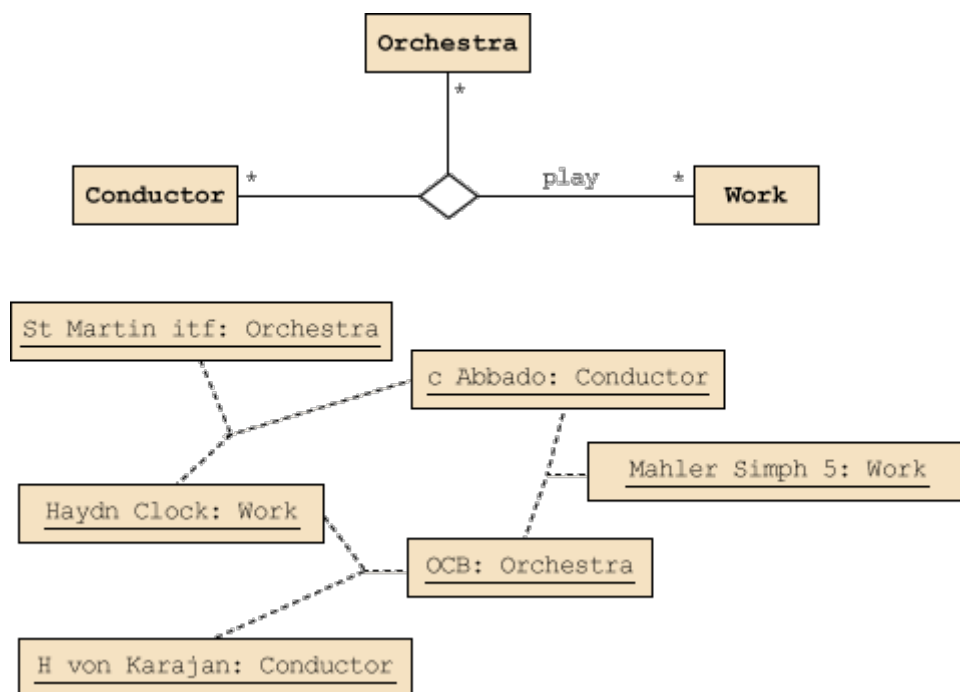 Orchestra
*
Conductor
*
play
*
Work
St Martin itf: Orchestra
c Abbado: Conductor
Mahler Simph 5: Work
Haydn Clock: Work
OCB: Orchestra
H von Karajan: Conductor